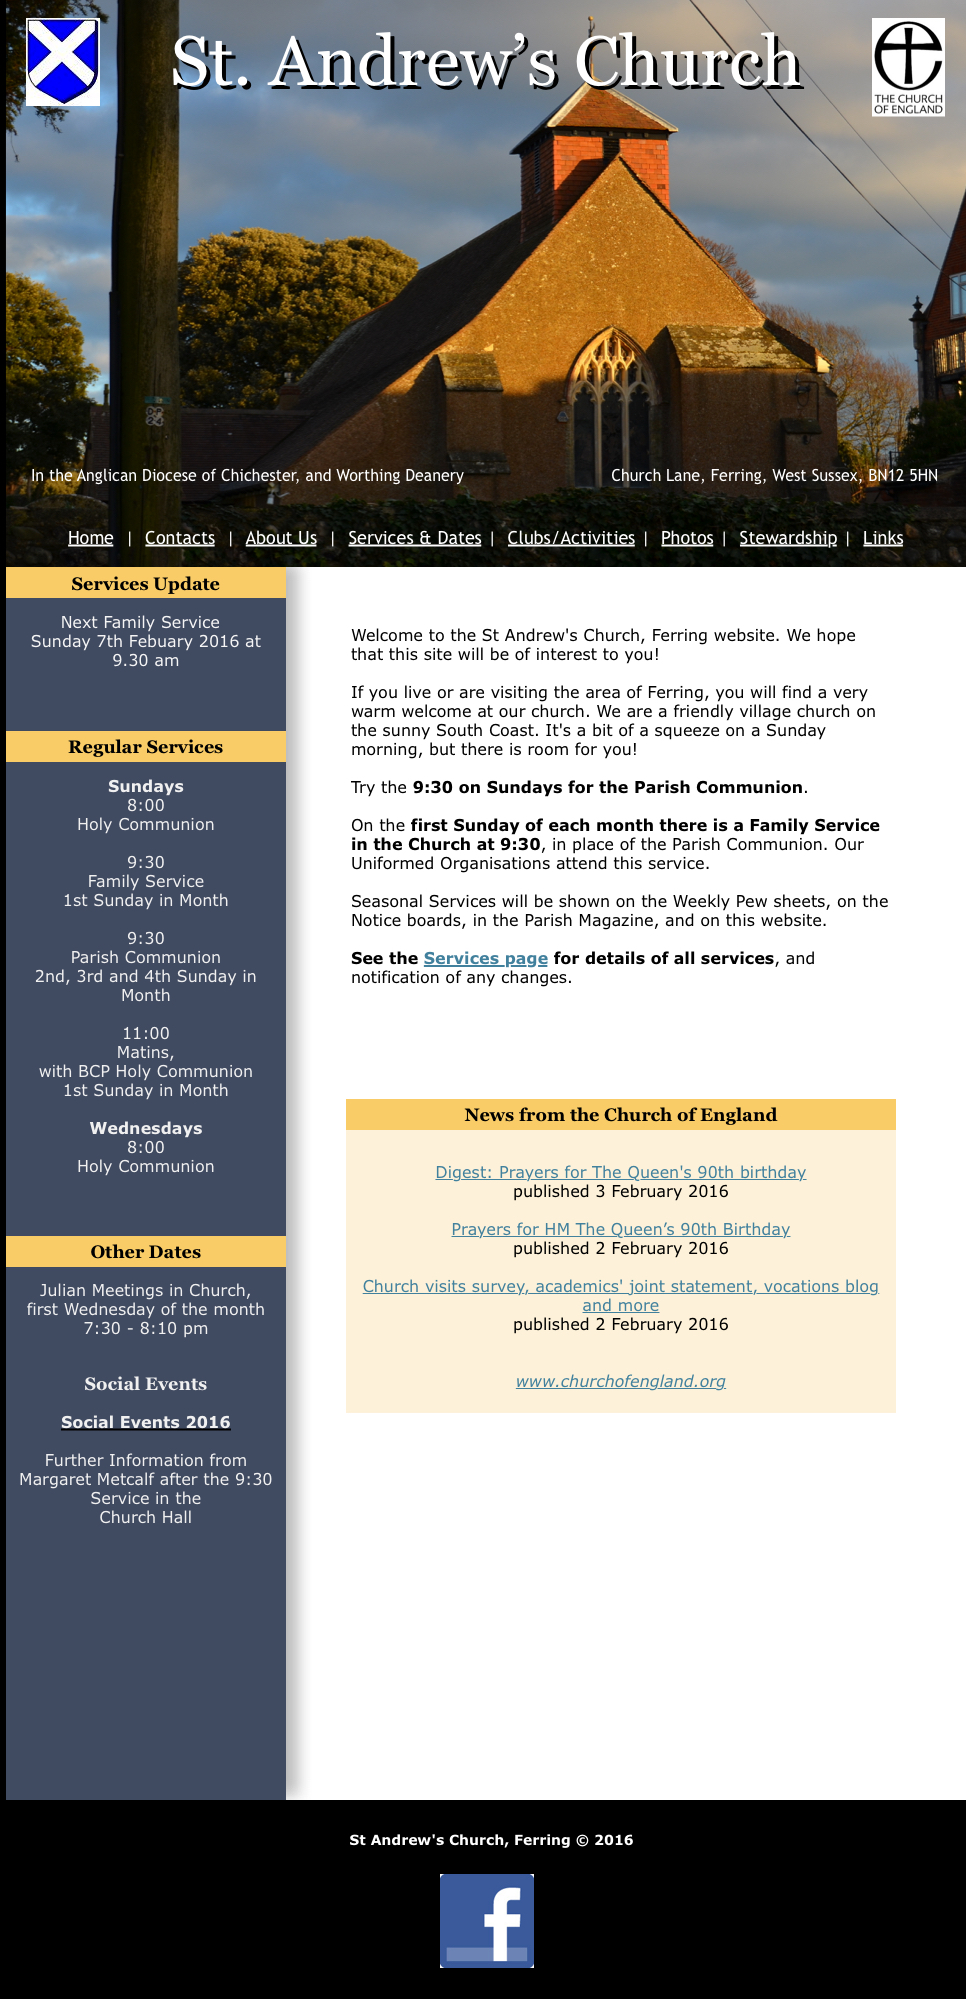 St. Andrew's Church
THE CHURCH
OF ENGLAND
In the Anglican Diocese of Chichester, and Worthing Deanery
Church Lane, Ferring, West Sussex, BN12 5HN
Home | Contacts | About Us | Services & Dates | Clubs/Activities | Photos | Stewardship | Links
Services Update
Next Family Service
Sunday 7th Febuary 2016 at
9.30 am
Regular Services
Sundays
8:00
Holy Communion
9:30
Family Service
1st Sunday in Month
9:30
Parish Communion
2nd, 3rd and 4th Sunday in
Month
11:00
Matins,
with BCP Holy Communion
1st Sunday in Month
Wednesdays
8:00
Holy Communion
Other Dates
Julian Meetings in Church,
first Wednesday of the month
7:30 - 8:10 pm
Social Events
Social Events 2016
Further Information from
Margaret Metcalf after the 9:30
Service in the
Church Hall
Welcome to the St Andrew's Church, Ferring website. We hope
that this site will be of interest to you!
If you live or are visiting the area of Ferring, you will find a very
warm welcome at our church. We are a friendly village church on
the sunny South Coast. It's a bit of a squeeze on a Sunday
morning, but there is room for you!
Try the 9:30 on Sundays for the Parish Communion.
On the first Sunday of each month there is a Family Service
in the Church at 9:30, in place of the Parish Communion. Our
Uniformed Organisations attend this service.
Seasonal Services will be shown on the Weekly Pew sheets, on the
Notice boards, in the Parish Magazine, and on this website.
See the Services page for details of all services, and
notification of any changes.
News from the Church of England
Digest: Prayers for The Queen's 90th birthday
published 3 February 2016
Prayers for HM The Queen’s 90th Birthday
published 2 February 2016
Church visits survey, academics' joint statement, vocations blog
and more
published 2 February 2016
www.churchofengland.org
St Andrew's Church, Ferring © 2016
f